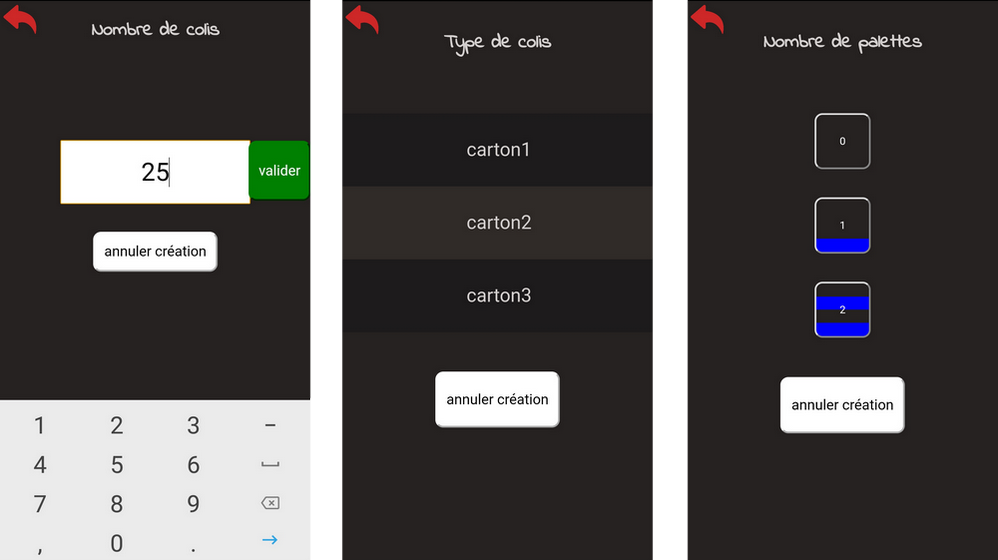 Nombre de colis
25
valider
annuler création
1 2 3 -
4 5 6
7 8 9
, 0 .
Type de colis
carton1
carton2
carton3
annuler création
Nombre de palettes
0
1
2
annuler création